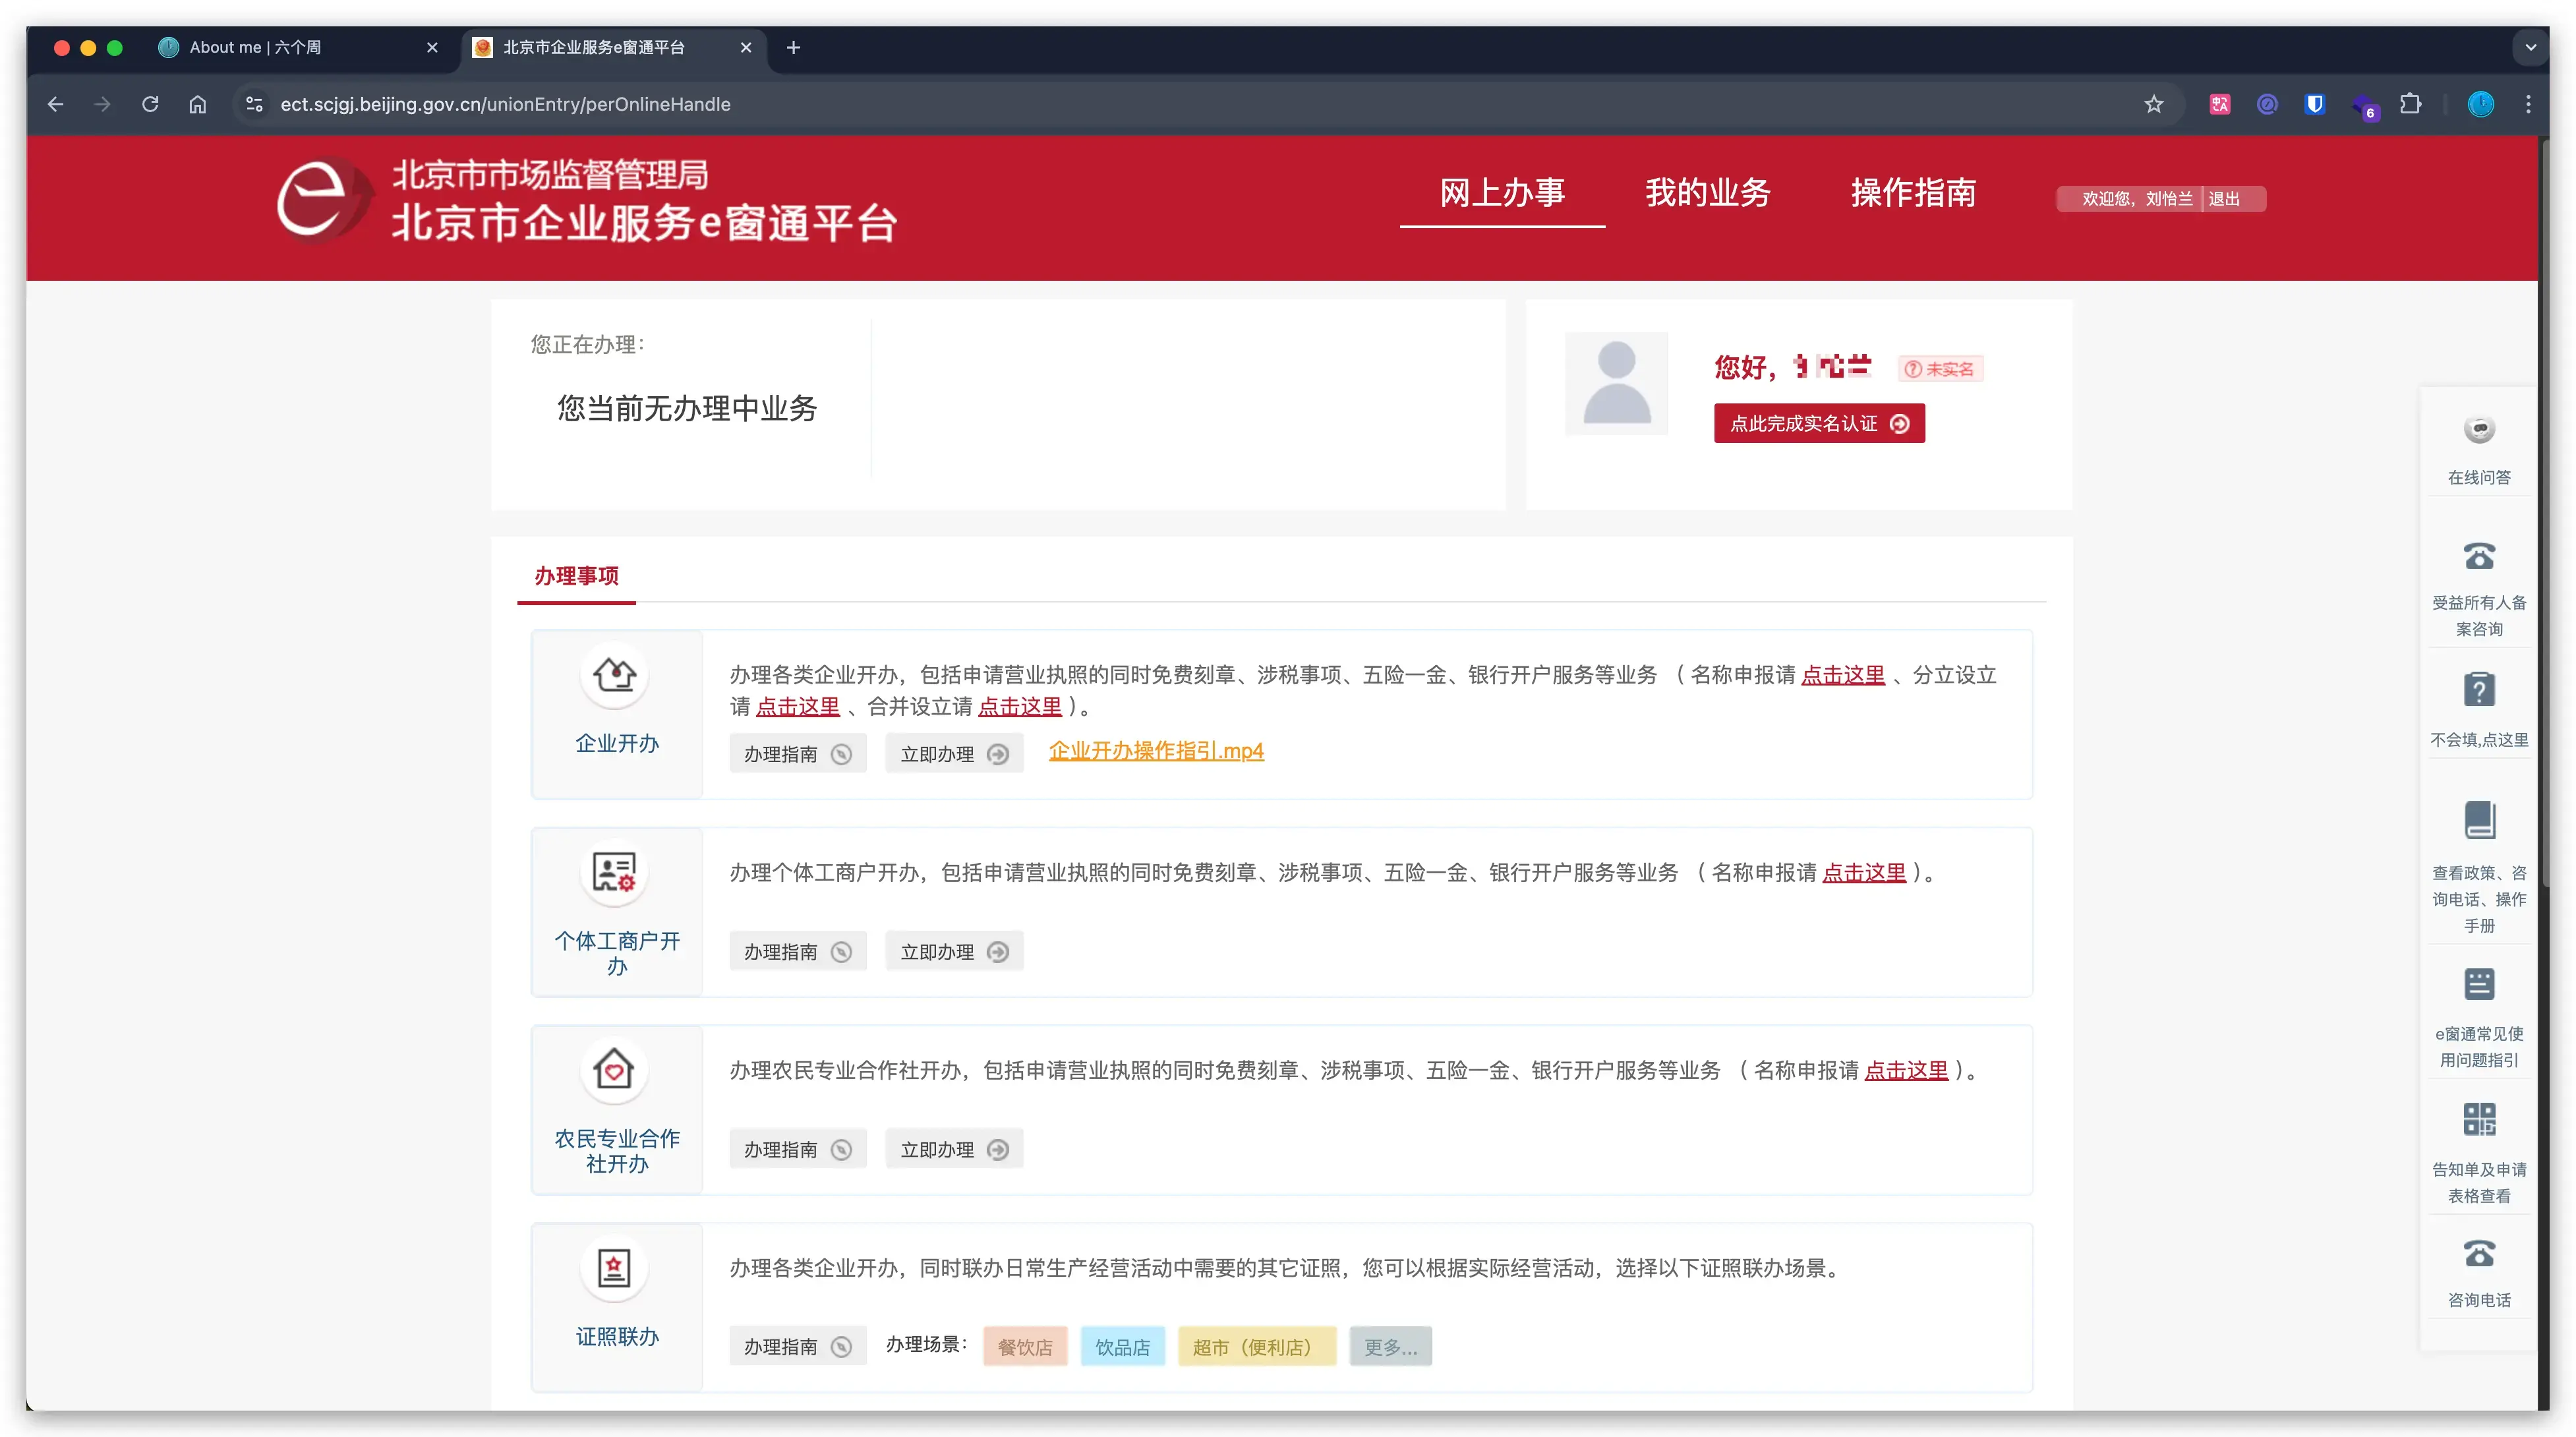 About me | 六个周
北京市企业服务e窗通平台
ect.scjgj.beijing.gov.cn/unionEntry/perOnlineHandle
6
北京市市场监督管理局
北京市企业服务e窗通平台
网上办事
我的业务
操作指南
欢迎您，刘怡兰 | 退出
您正在办理：
您当前无办理中业务
您好，
未实名
点此完成实名认证
办理事项
企业开办
办理各类企业开办，包括申请营业执照的同时免费刻章、涉税事项、五险一金、银行开户服务等业务 （ 名称申报请 点击这里 、分立设立
请 点击这里 、合并设立请 点击这里 ）。
办理指南
立即办理
企业开办操作指引.mp4
个体工商户开
办
办理个体工商户开办，包括申请营业执照的同时免费刻章、涉税事项、五险一金、银行开户服务等业务 （ 名称申报请 点击这里 ）。
办理指南
立即办理
农民专业合作
社开办
办理农民专业合作社开办，包括申请营业执照的同时免费刻章、涉税事项、五险一金、银行开户服务等业务 （ 名称申报请 点击这里 ）。
办理指南
立即办理
证照联办
办理各类企业开办，同时联办日常生产经营活动中需要的其它证照，您可以根据实际经营活动，选择以下证照联办场景。
办理指南
办理场景：
餐饮店
饮品店
超市（便利店）
更多...
在线问答
受益所有人备
案咨询
不会填,点这里
查看政策、咨
询电话、操作
手册
e窗通常见使
用问题指引
告知单及申请
表格查看
咨询电话